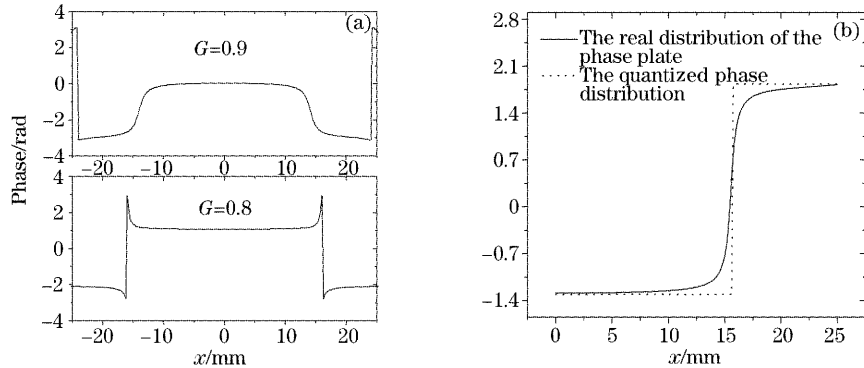 (a)
G=0.9
4
2
0
−2
−4
−20 −10 0 10 20
G=0.8
4
2
0
−2
−4
−20 −10 0 10 20
Phase/rad
x/mm
(b)
The real distribution of the
phase plate
The quantized phase
distribution
2.8
2.1
1.4
0.7
0
−0.7
−1.4
0 5 10 15 20 25
x/mm